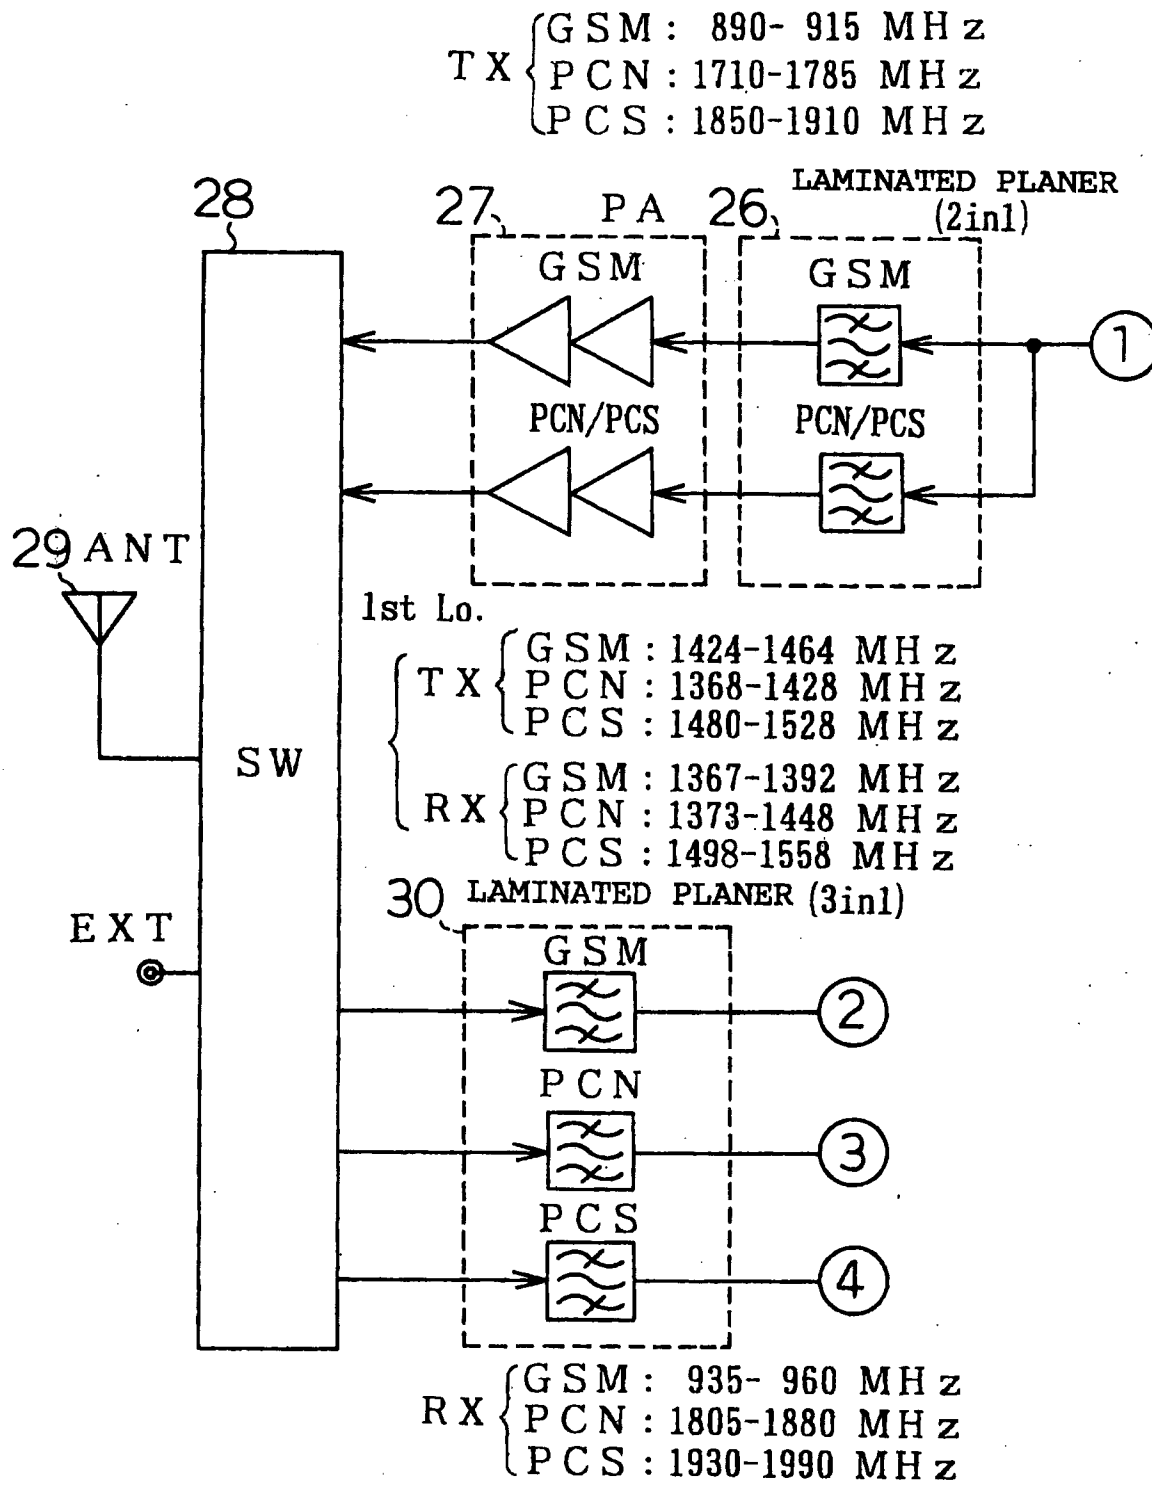 TX
GSM: 890- 915 MHz
PCN: 1710-1785 MHz
PCS: 1850-1910 MHz
28
27
PA
26
LAMINATED PLANER
(2in1)
GSM
GSM
1
PCN/PCS
PCN/PCS
29 ANT
1st Lo.
TX
GSM: 1424-1464 MHz
PCN: 1368-1428 MHz
PCS: 1480-1528 MHz
SW
RX
GSM: 1367-1392 MHz
PCN: 1373-1448 MHz
PCS: 1498-1558 MHz
30 LAMINATED PLANER (3in1)
EXT
GSM
2
PCN
3
PCS
4
RX
GSM: 935- 960 MHz
PCN: 1805-1880 MHz
PCS: 1930-1990 MHz